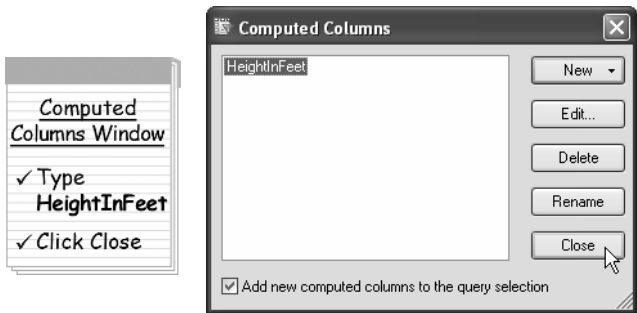 Computed
Columns Window
✓ Type
HeightInFeet
✓ Click Close
Computed Columns
HeightInFeet
New
Edit...
Delete
Rename
Close
Add new computed columns to the query selection